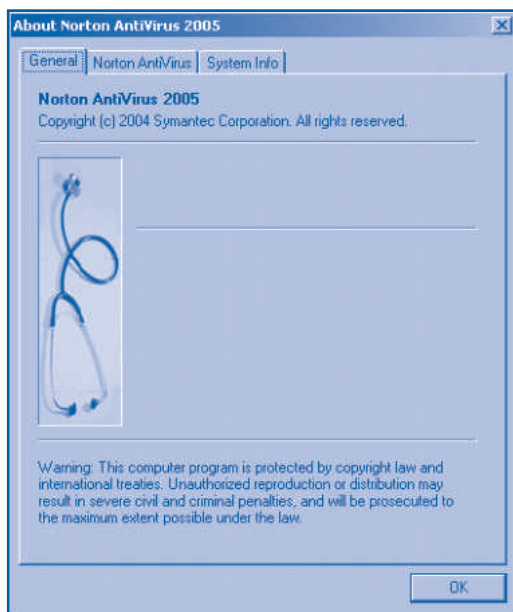 About Norton AntiVirus 2005
General Norton AntiVirus System Info
Norton AntiVirus 2005
Copyright (c) 2004 Symantec Corporation. All rights reserved.
Warning: This computer program is protected by copyright law and
international treaties. Unauthorized reproduction or distribution may
result in severe civil and criminal penalties, and will be prosecuted to
the maximum extent possible under the law.
OK